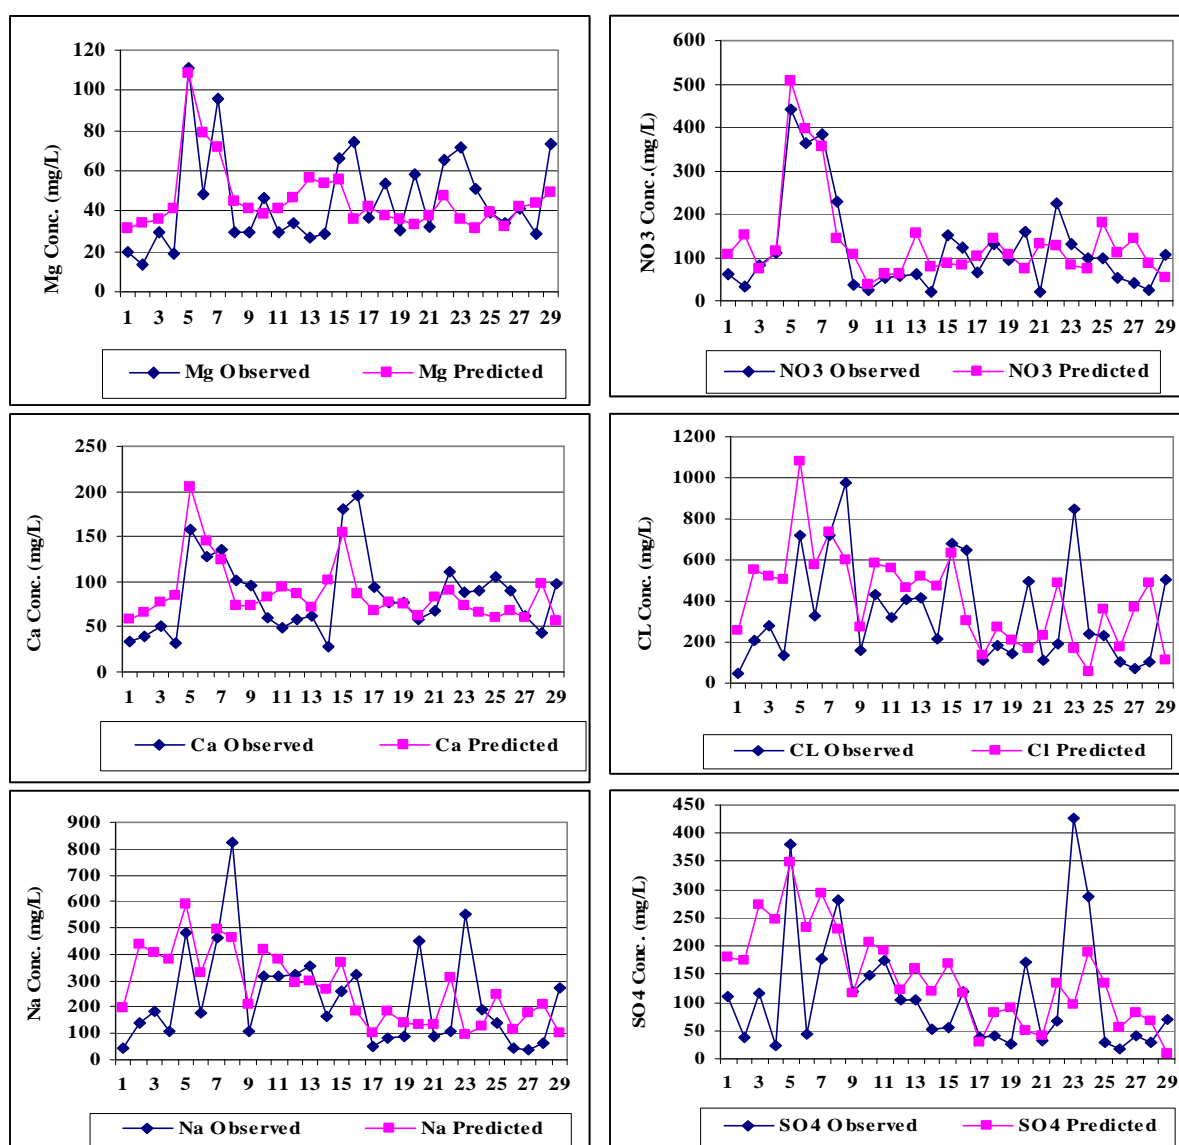 120
100
80
60
40
20
0
Mg Conc. (mg/L)
1 3 5 7 9 11 13 15 17 19 21 23 25 27 29
Mg Observed Mg Predicted
600
500
400
300
200
100
0
NO3 Conc.(mg/L)
1 3 5 7 9 11 13 15 17 19 21 23 25 27 29
NO3 Observed NO3 Predicted
250
200
150
100
50
0
Ca Conc. (mg/L)
1 3 5 7 9 11 13 15 17 19 21 23 25 27 29
Ca Observed Ca Predicted
1200
1000
800
600
400
200
0
CL Conc. (mg/L)
1 3 5 7 9 11 13 15 17 19 21 23 25 27 29
CL Observed Cl Predicted
900
800
700
600
500
400
300
200
100
0
Na Conc. (mg/L)
1 3 5 7 9 11 13 15 17 19 21 23 25 27 29
Na Observed Na Predicted
450
400
350
300
250
200
150
100
50
0
SO4 Conc. (mg/L)
1 3 5 7 9 11 13 15 17 19 21 23 25 27 29
SO4 Observed SO4 Predicted